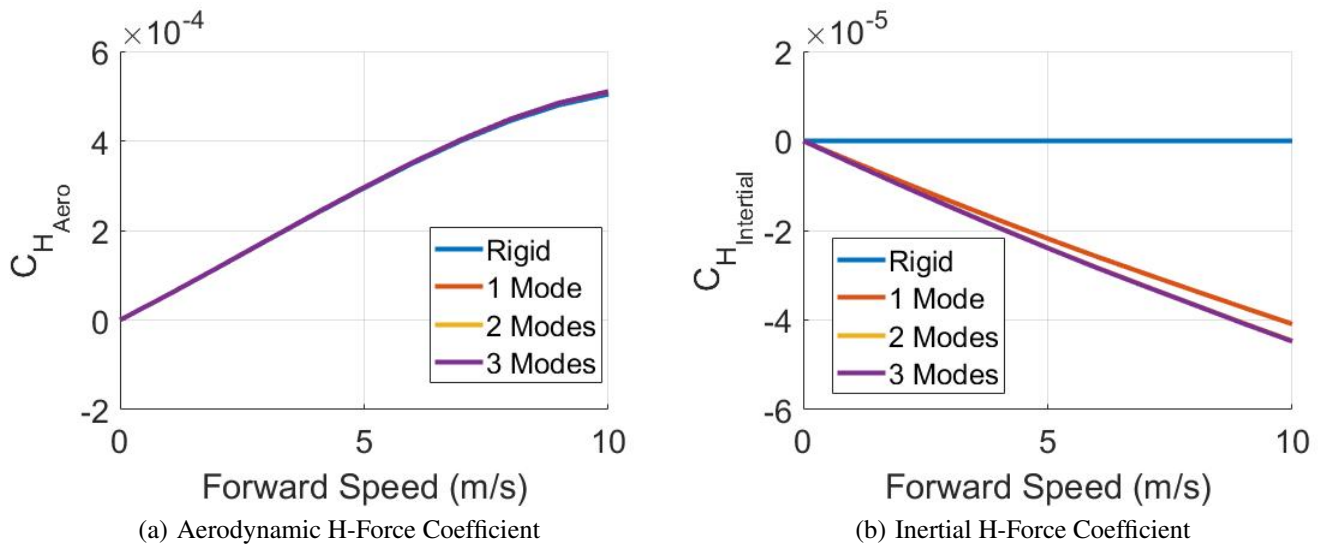 ×10-4
6
4
2
0
-2
0
5
10
CHAero
Forward Speed (m/s)
Rigid
1 Mode
2 Modes
3 Modes
(a) Aerodynamic H-Force Coefficient
×10-5
2
0
-2
-4
-6
0
5
10
CHIntertial
Forward Speed (m/s)
Rigid
1 Mode
2 Modes
3 Modes
(b) Inertial H-Force Coefficient